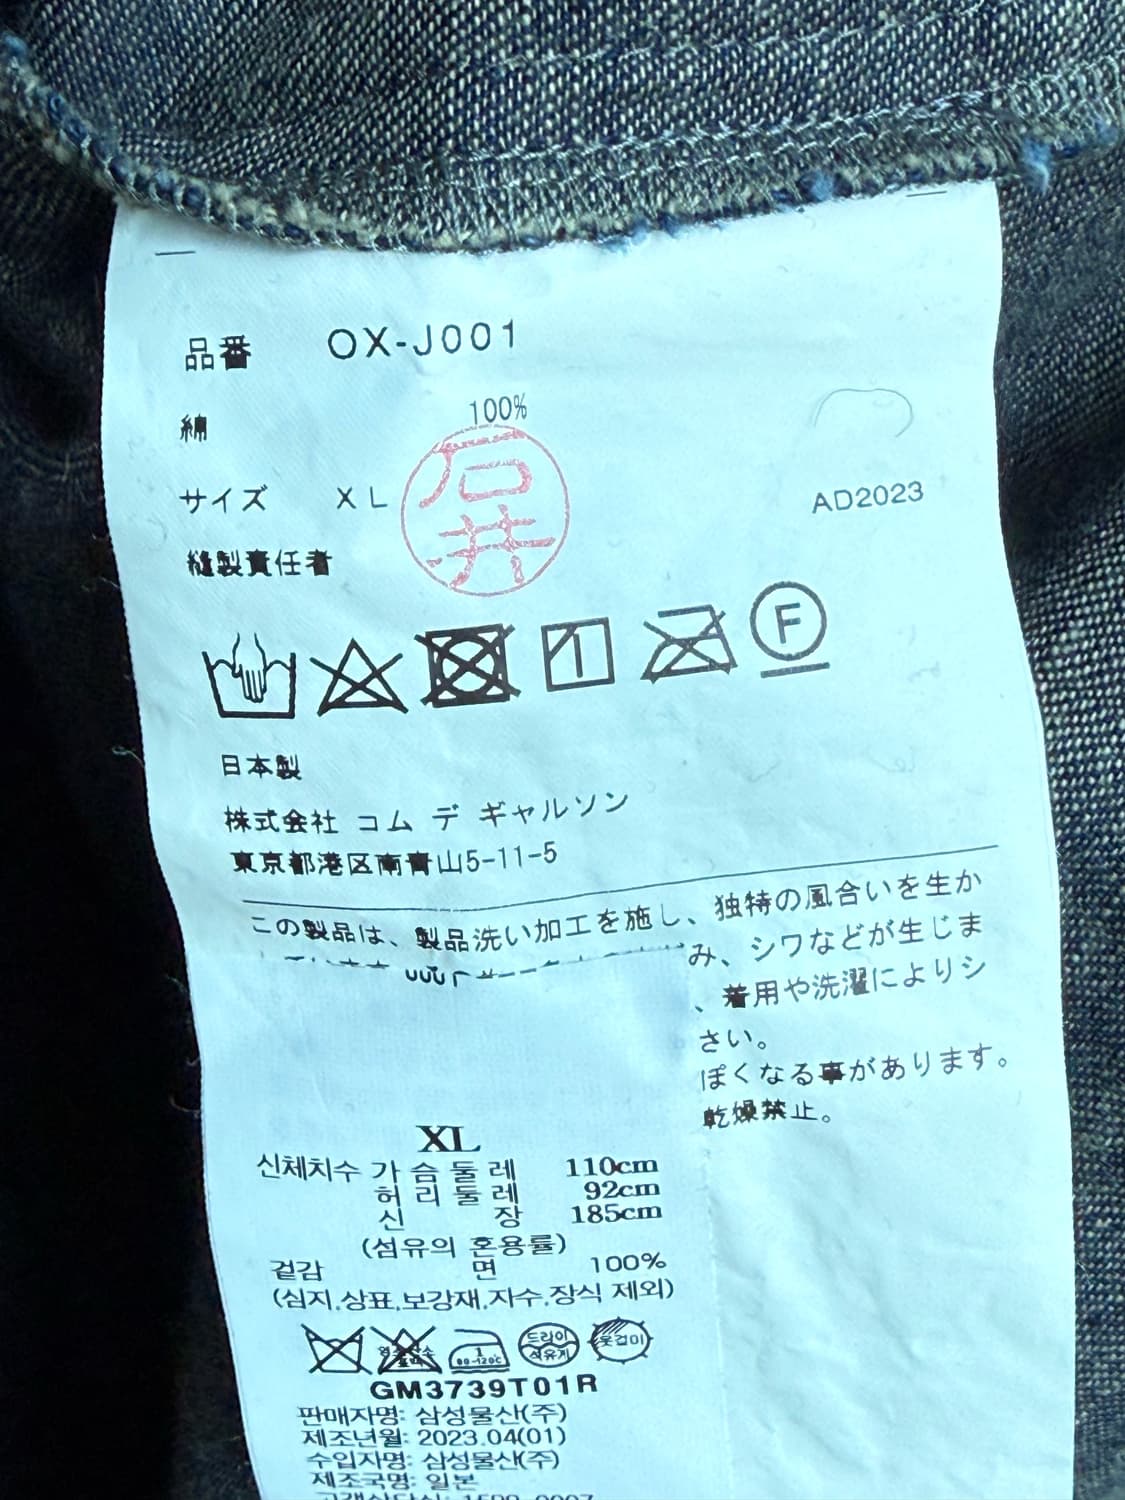 品番 OX-J001
綿 100%
サイズ XL
石井
AD2023
縫製責任者
F
日本製
株式会社 コム デ ギャルソン
東京都港区南青山5-11-5
この製品は、製品洗い加工を施し、独特の風合いを生か
み、シワなどが生じま
、着用や洗濯によりシ
さい。
ぽくなる事があります。
乾燥禁止。
XL
신체치수 가슴둘레 110cm
허리둘레 92cm
신장 185cm
(섬유의 혼용률)
겉감 면 100%
(심지,상표,보강재,자수,장식 제외)
드라이
석유계
옷걸이
GM3739T01R
판매자명: 삼성물산(주)
제조년월: 2023.04(01)
수입자명: 삼성물산(주)
제조국명: 일본